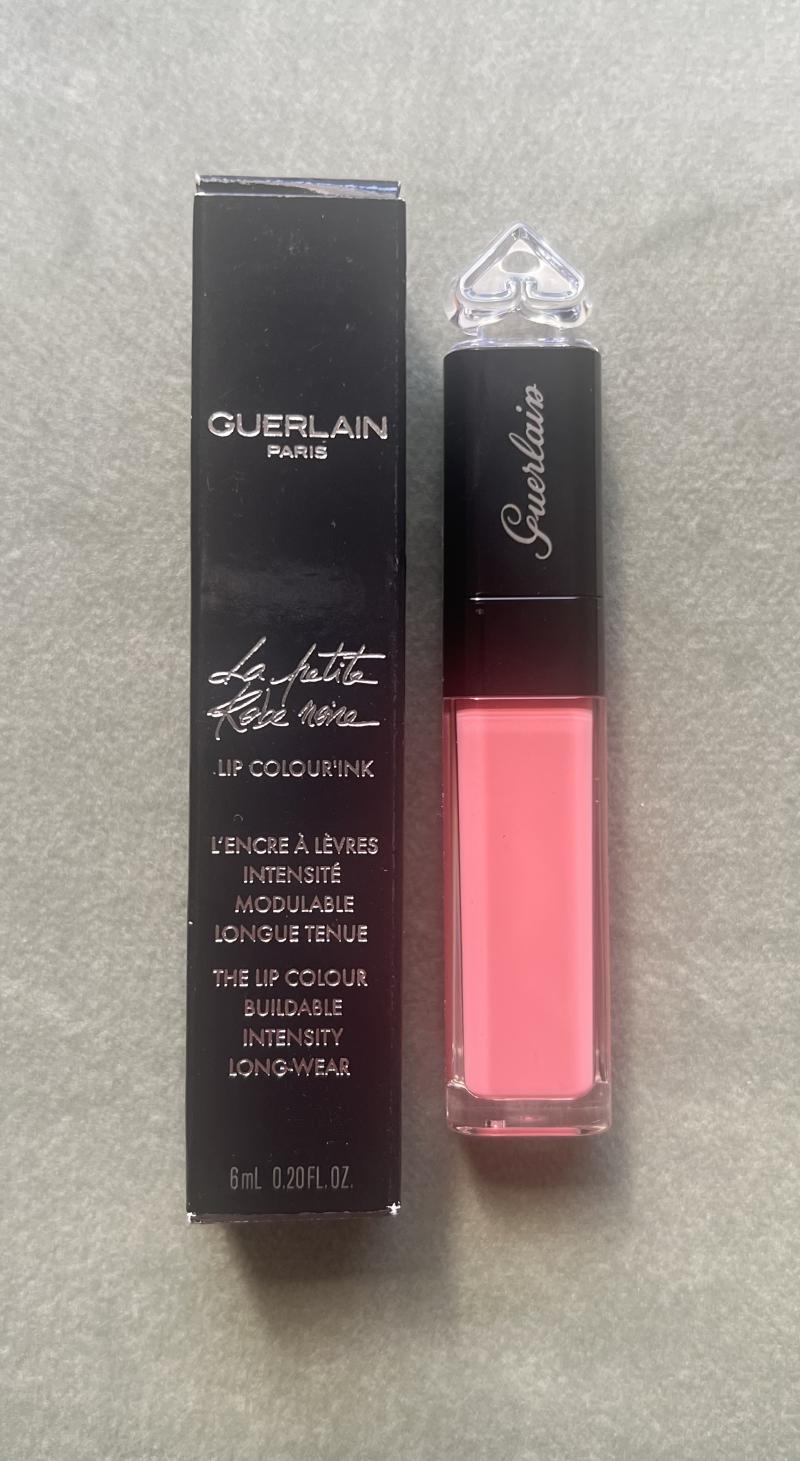 GUERLAIN
PARIS
La petite
Robe noire
LIP COLOUR'INK
L'ENCRE À LÈVRES
INTENSITÉ
MODULABLE
LONGUE TENUE
THE LIP COLOUR
BUILDABLE
INTENSITY
LONG-WEAR
6mL 0.20FL.OZ.
Guerlain